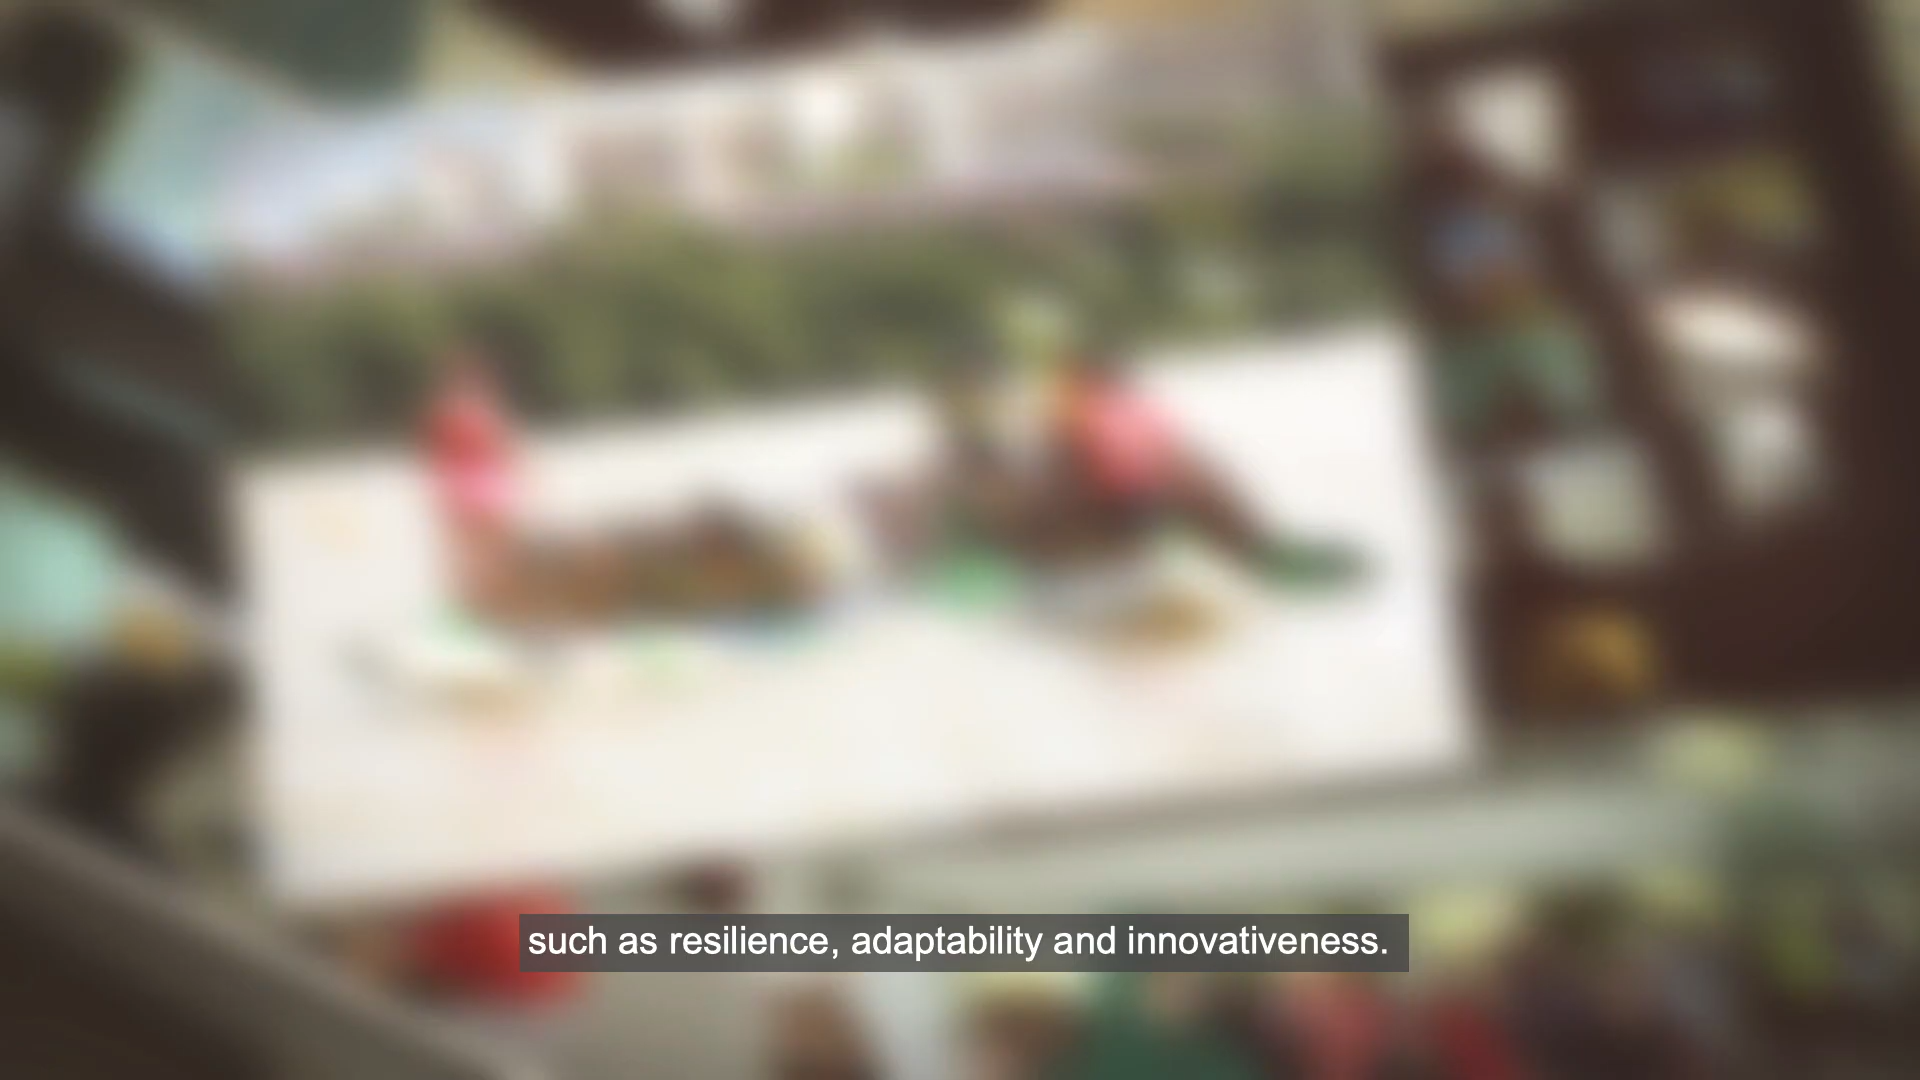 such as resilience, adaptability and innovativeness.